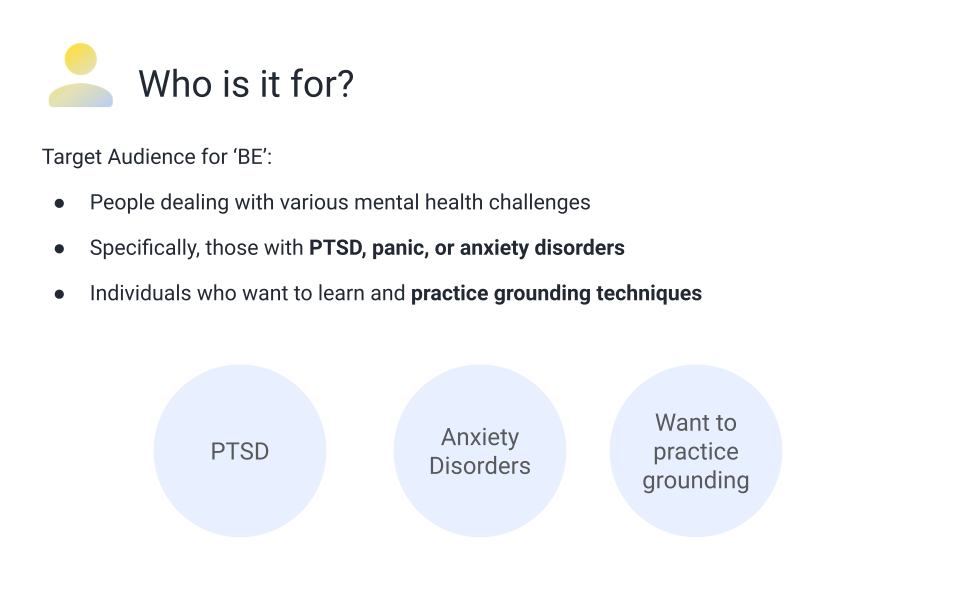 Who is it for?
Target Audience for ‘BE’:
● People dealing with various mental health challenges
● Specifically, those with PTSD, panic, or anxiety disorders
● Individuals who want to learn and practice grounding techniques
PTSD
Anxiety
Disorders
Want to
practice
grounding